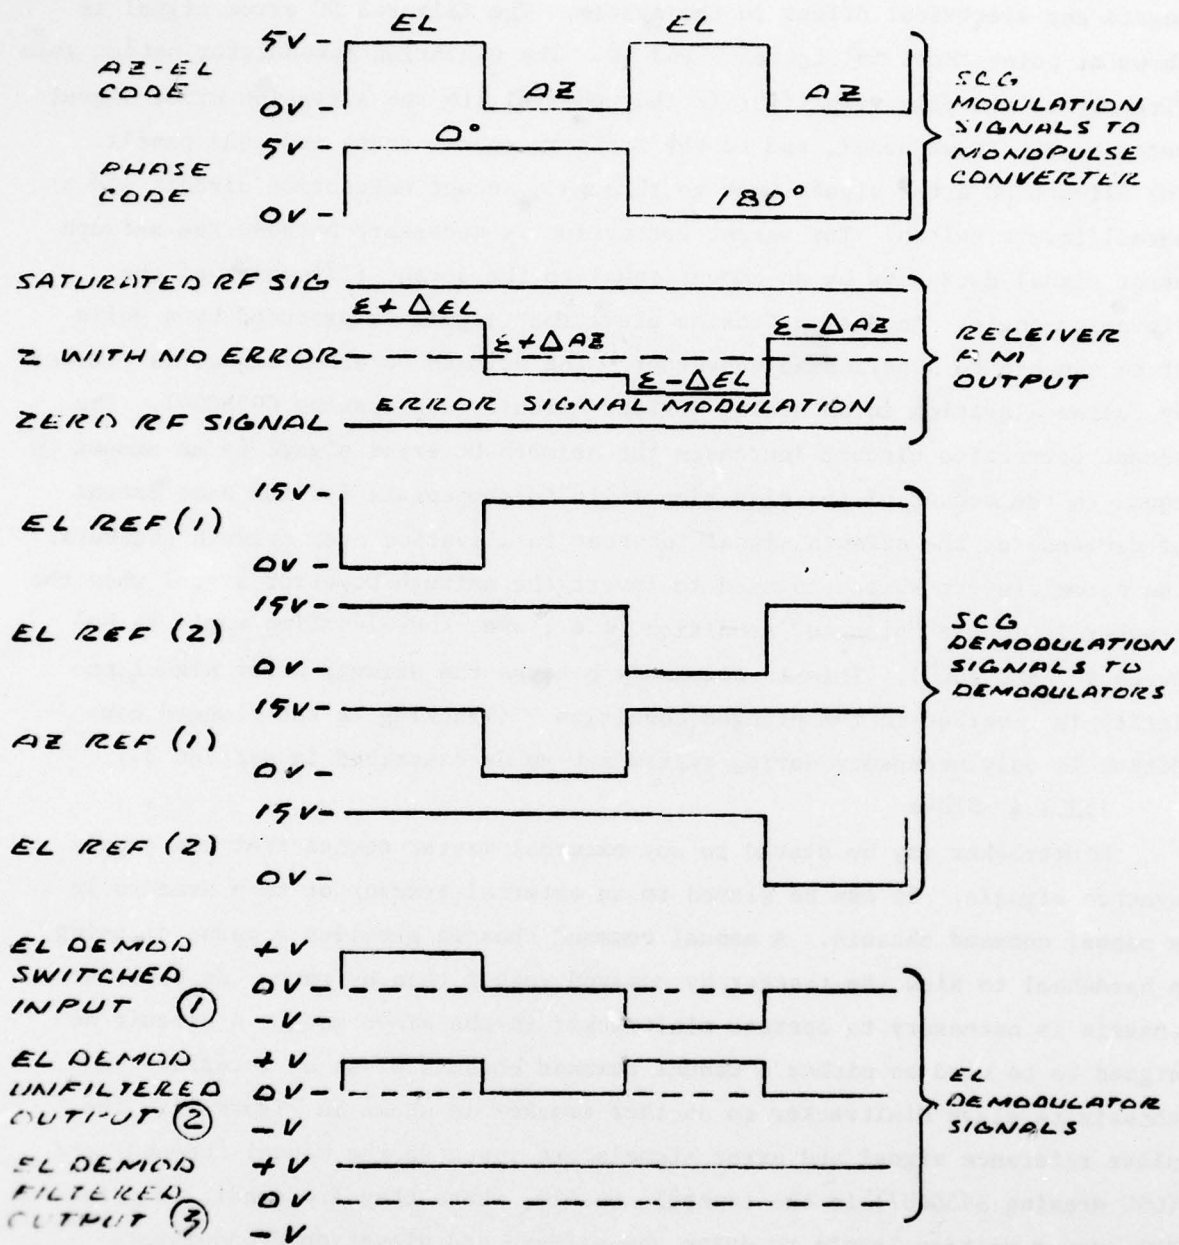 EL EL
5V-
AZ-EL
CODE
AZ AZ
0V-
SCG
MODULATION
SIGNALS TO
MONOPULSE
CONVERTER
0°
5V-
PHASE
CODE
180°
0V-
SATURATED RF SIG
Σ+ΔEL
Σ+ΔAZ
Σ-ΔAZ
Σ WITH NO ERROR
Σ-ΔEL
ERROR SIGNAL MODULATION
ZERO RF SIGNAL
RECEIVER
OUTPUT
15V-
EL REF (1)
0V-
15V-
EL REF (2)
0V-
15V-
AZ REF (1)
0V-
15V-
EL REF (2)
0V-
SCG
DEMODULATION
SIGNALS TO
DEMODULATORS
EL DEMOD
SWITCHED
INPUT ①
+V
0V
-V
EL DEMOD
UNFILTERED
OUTPUT ②
+V
0V
-V
EL DEMOD
FILTERED
OUTPUT ③
+V
0V
-V
EL
DEMODULATOR
SIGNALS